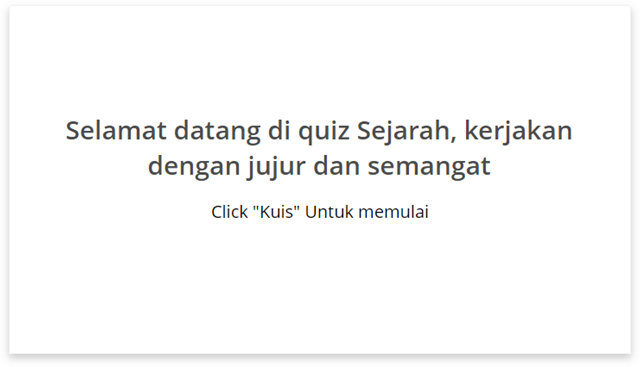 Selamat datang di quiz Sejarah, kerjakan
dengan jujur dan semangat
Click "Kuis" Untuk memulai